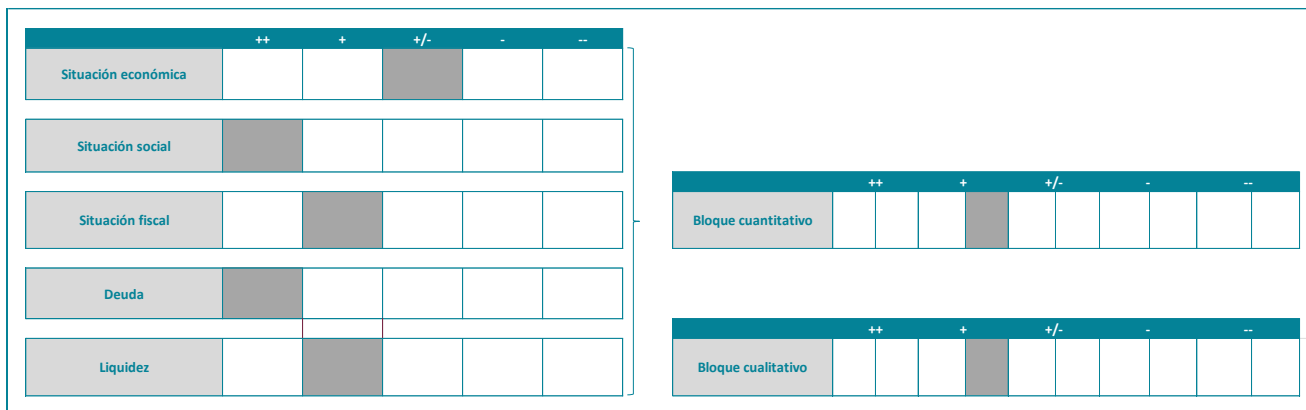 ++ + +/- - --
Situación económica
Situación social
Situación fiscal
Deuda
Liquidez
++ + +/- - --
Bloque cuantitativo
++ + +/- - --
Bloque cualitativo